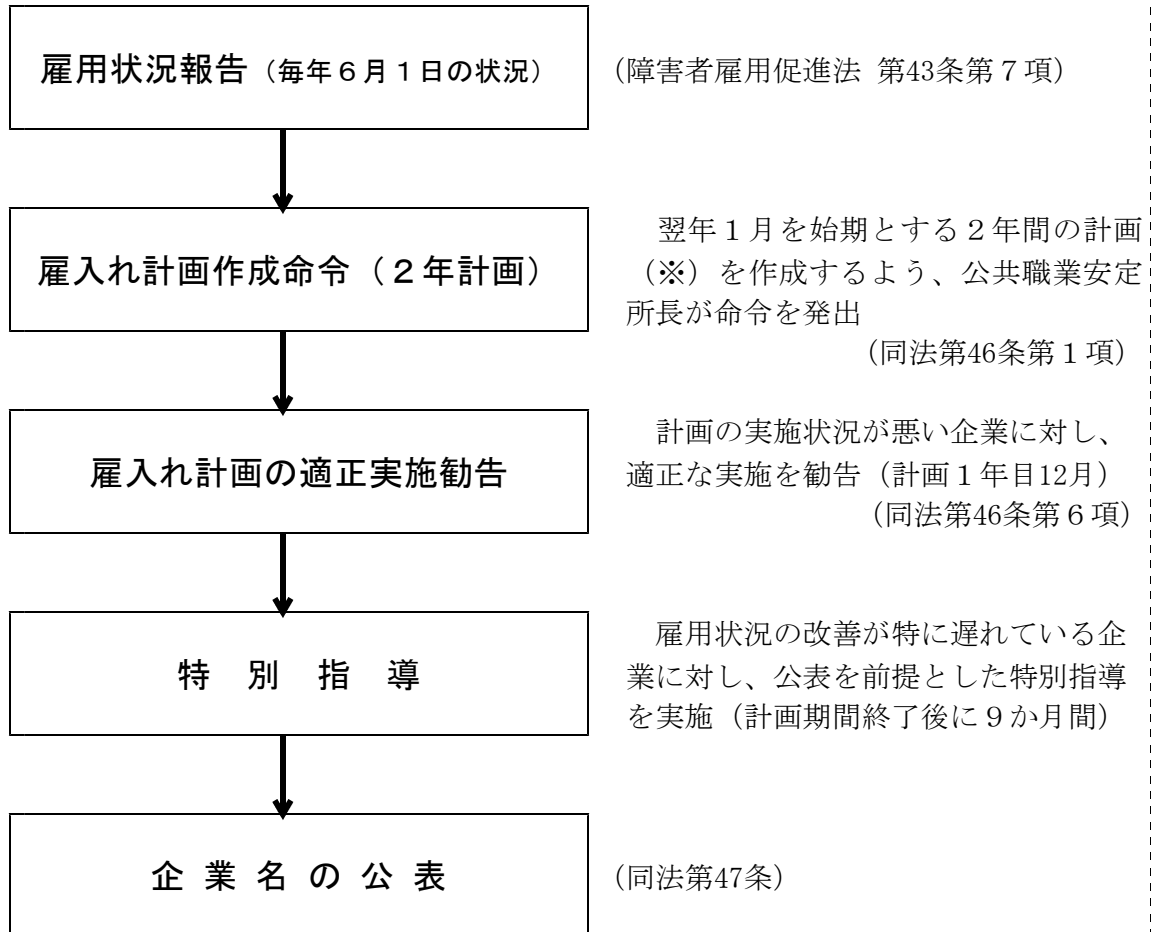 雇用状況報告（毎年６月１日の状況）
（障害者雇用促進法 第43条第７項）
雇入れ計画作成命令（２年計画）
翌年１月を始期とする２年間の計画
（※）を作成するよう、公共職業安定
所長が命令を発出
（同法第46条第１項）
雇入れ計画の適正実施勧告
計画の実施状況が悪い企業に対し、
適正な実施を勧告（計画１年目12月）
（同法第46条第６項）
特 別 指 導
雇用状況の改善が特に遅れている企
業に対し、公表を前提とした特別指導
を実施（計画期間終了後に９か月間）
企 業 名 の 公 表
（同法第47条）